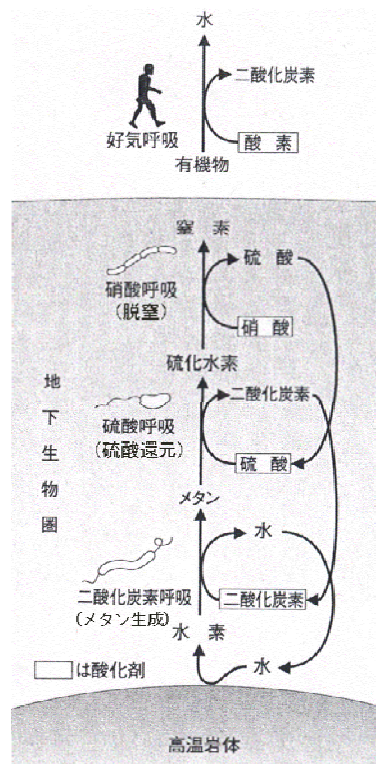 水
二酸化炭素
好気呼吸
酸素
有機物
窒素
硫酸
硝酸呼吸
(脱窒)
硝酸
硫化水素
二酸化炭素
硫酸呼吸
(硫酸還元)
硫酸
地下生物圏
メタン
水
二酸化炭素呼吸
(メタン生成)
二酸化炭素
水素
水
は酸化剤
高温岩体